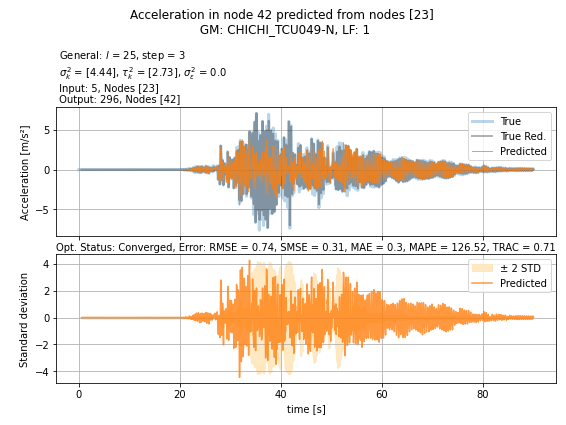 Acceleration in node 42 predicted from nodes [23]
GM: CHICHI_TCU049-N, LF: 1
General: l = 25, step = 3
σ²ₖ = [4.44], τ²ₖ = [2.73], σ²ε = 0.0
Input: 5, Nodes [23]
Output: 296, Nodes [42]
Acceleration [m/s²]
5
0
−5
True
True Red.
Predicted
Opt. Status: Converged, Error: RMSE = 0.74, SMSE = 0.31, MAE = 0.3, MAPE = 126.52, TRAC = 0.71
Standard deviation
4
2
0
−2
−4
± 2 STD
Predicted
0 20 40 60 80
time [s]